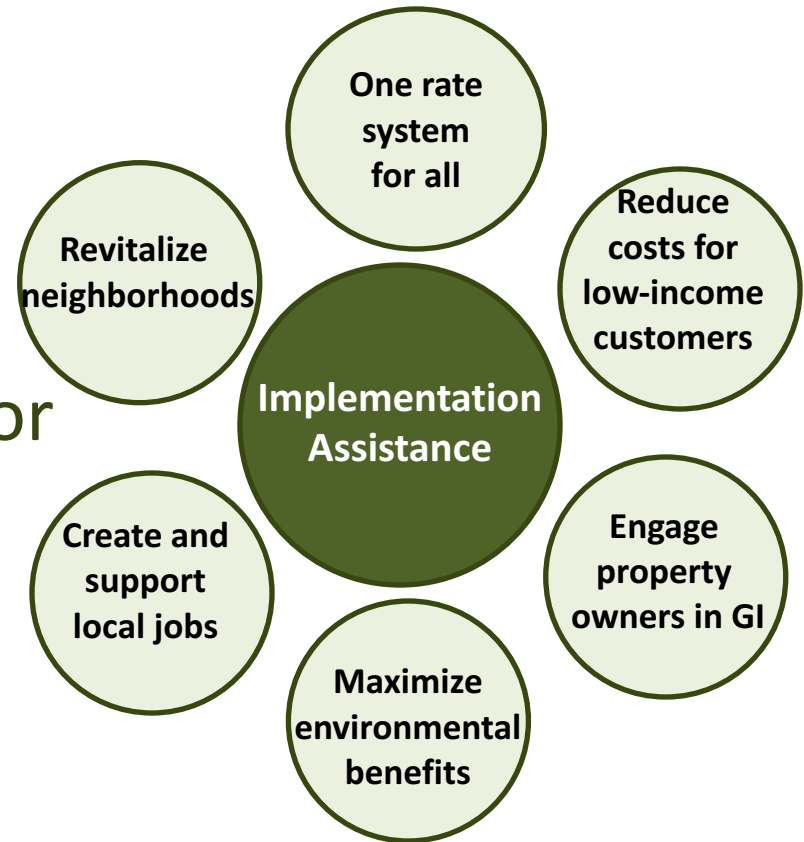 One rate
system
for all
Reduce
costs for
low-income
customers
Revitalize
neighborhoods
Implementation
Assistance
or
Engage
property
owners in GI
Create and
support
local jobs
Maximize
environmental
benefits